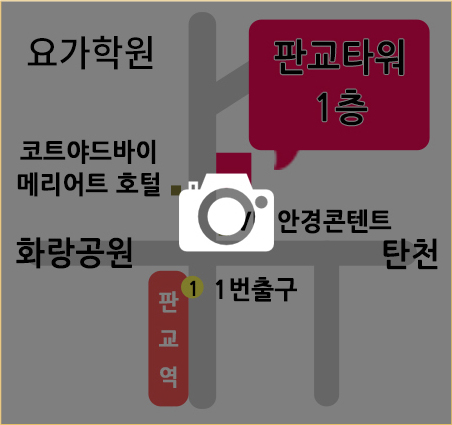 요가학원
판교타워
1층
코트야드바이
메리어트 호털
안경콘텐트
화랑공원
탄천
1
1번출구
판
교
역